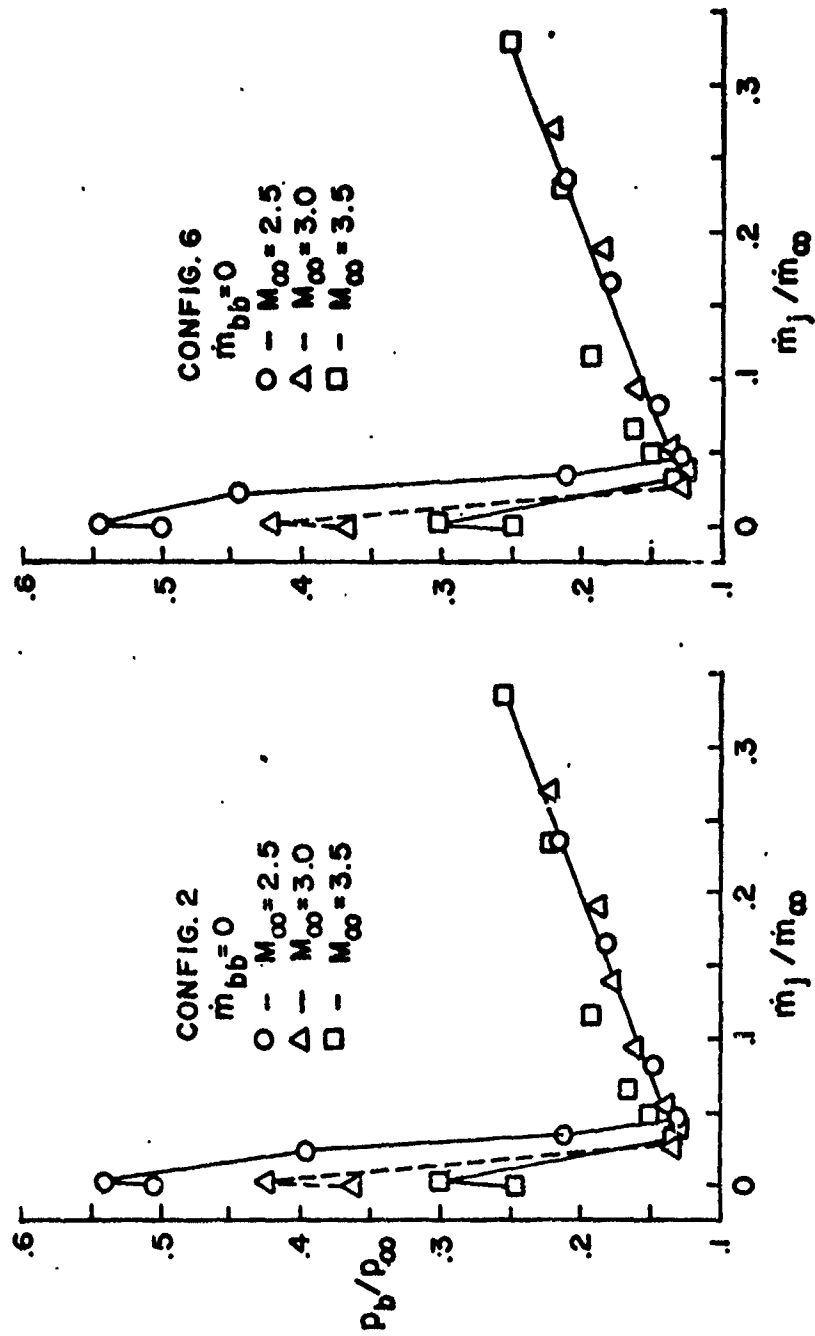 CONFIG. 2
ṁbb=0
○ – M∞=2.5
△ – M∞=3.0
□ – M∞=3.5
pb/p∞
.6
.5
.4
.3
.2
.1
0
.1
.2
.3
ṁj/ṁ∞
CONFIG. 6
ṁbb=0
○ – M∞=2.5
△ – M∞=3.0
□ – M∞=3.5
.6
.5
.4
.3
.2
.1
0
.1
.2
.3
ṁj/ṁ∞